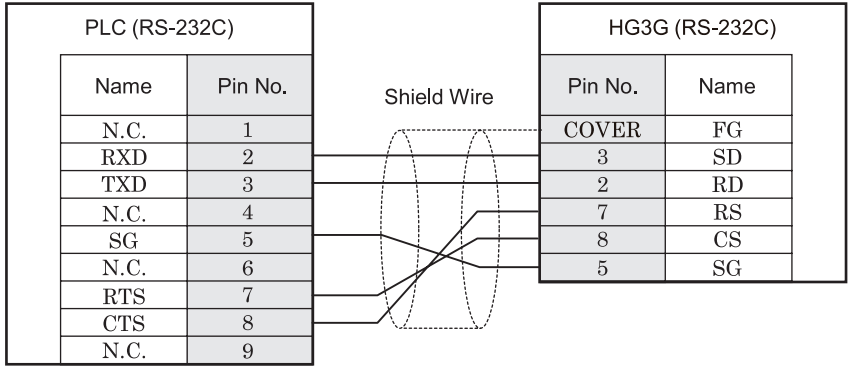 PLC (RS-232C)
Name Pin No.
N.C. 1
RXD 2
TXD 3
N.C. 4
SG 5
N.C. 6
RTS 7
CTS 8
N.C. 9
Shield Wire
HG3G (RS-232C)
Pin No. Name
COVER FG
3 SD
2 RD
7 RS
8 CS
5 SG